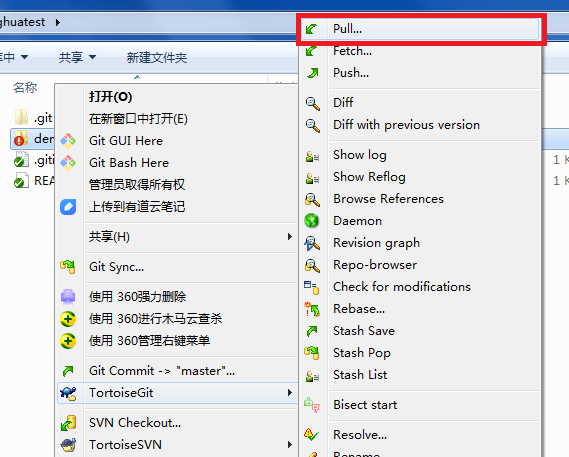 ghuatest
库中
共享
新建文件夹
名称
.git
der
.giti
REA
1 K
1 K
打开(O)
在新窗口中打开(E)
Git GUI Here
Git Bash Here
管理员取得所有权
上传到有道云笔记
共享(H)
Git Sync...
使用 360强力删除
使用 360进行木马云查杀
使用 360管理右键菜单
Git Commit -> "master"...
TortoiseGit
SVN Checkout...
TortoiseSVN
Pull...
Fetch...
Push...
Diff
Diff with previous version
Show log
Show Reflog
Browse References
Daemon
Revision graph
Repo-browser
Check for modifications
Rebase...
Stash Save
Stash Pop
Stash List
Bisect start
Resolve...
Rename...